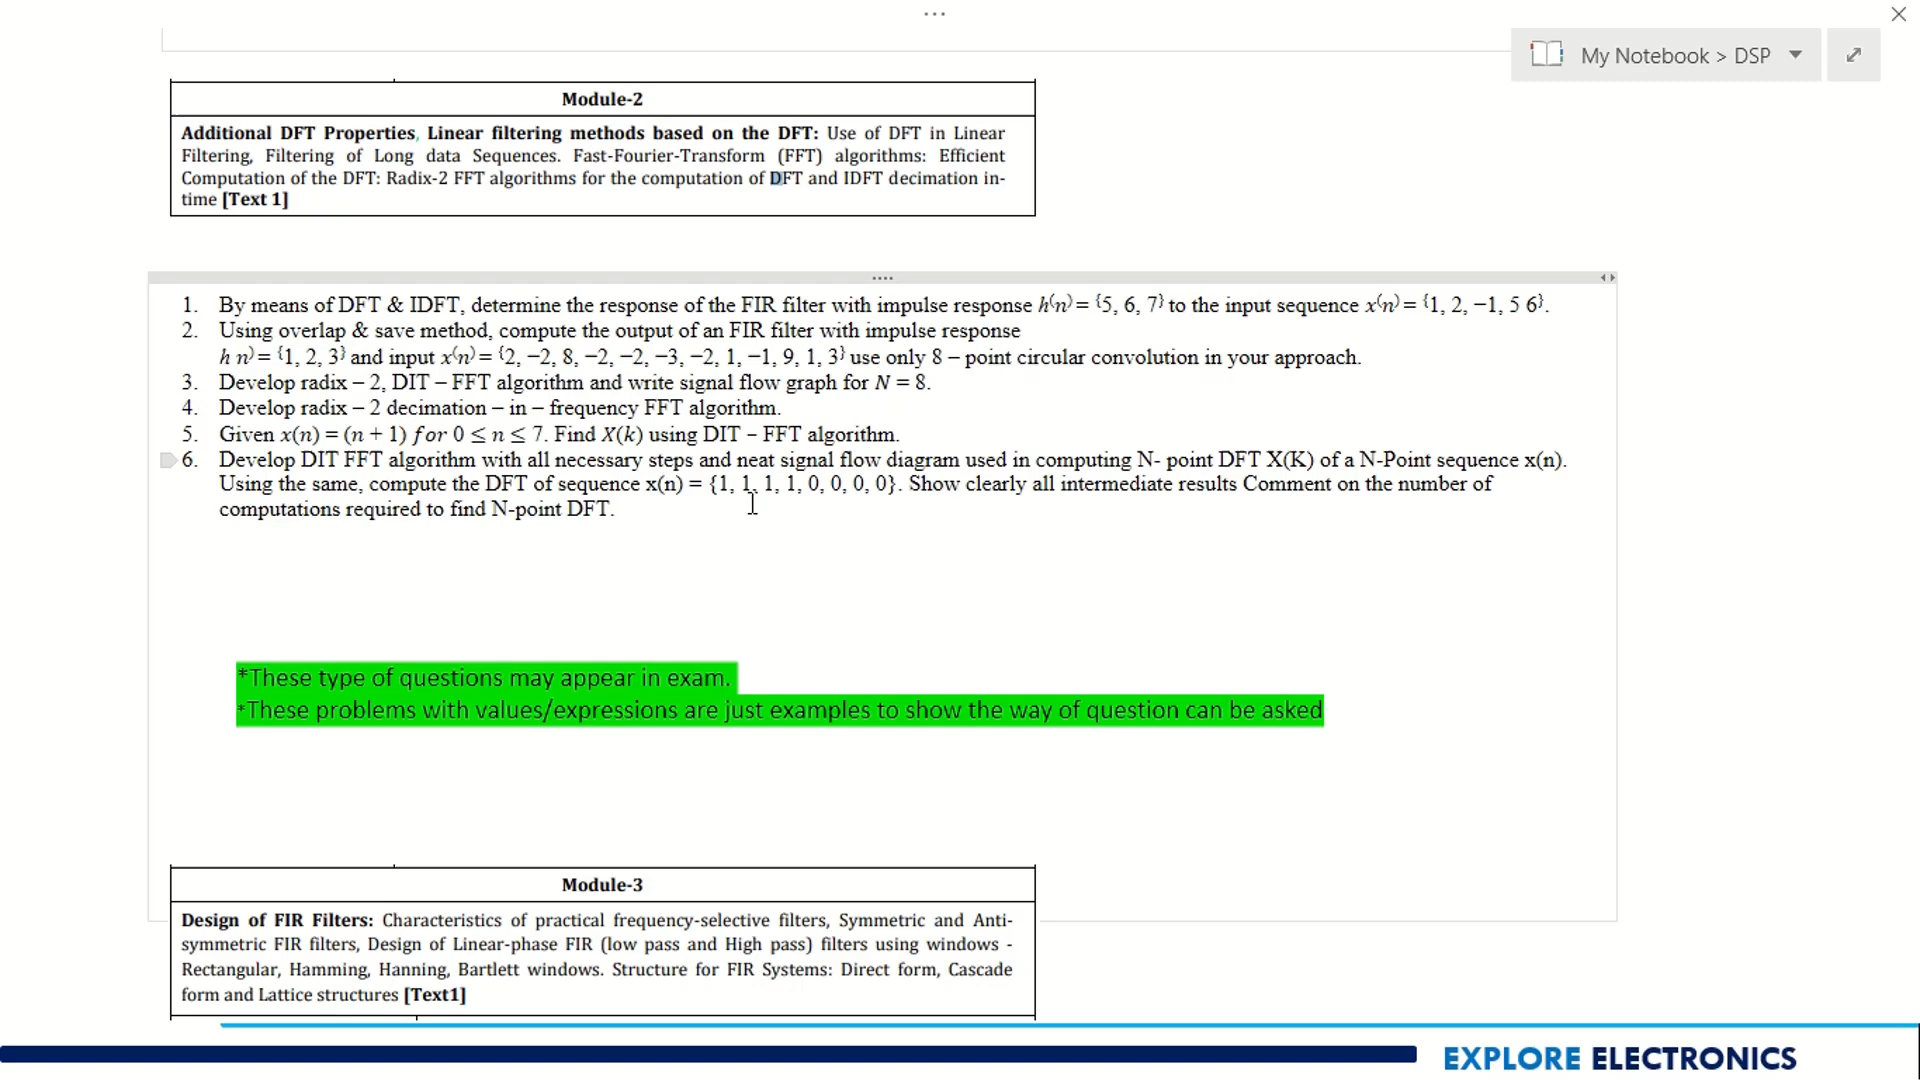 My Notebook > DSP
Module-2
Additional DFT Properties, Linear filtering methods based on the DFT: Use of DFT in Linear
Filtering, Filtering of Long data Sequences. Fast-Fourier-Transform (FFT) algorithms: Efficient
Computation of the DFT: Radix-2 FFT algorithms for the computation of DFT and IDFT decimation in-
time [Text 1]
1. By means of DFT & IDFT, determine the response of the FIR filter with impulse response h(n) = {5, 6, 7} to the input sequence x(n) = {1, 2, −1, 5 6}.
2. Using overlap & save method, compute the output of an FIR filter with impulse response
h n) = {1, 2, 3} and input x(n) = {2, −2, 8, −2, −2, −3, −2, 1, −1, 9, 1, 3} use only 8 – point circular convolution in your approach.
3. Develop radix – 2, DIT – FFT algorithm and write signal flow graph for N = 8.
4. Develop radix – 2 decimation – in – frequency FFT algorithm.
5. Given x(n) = (n + 1) for 0 ≤ n ≤ 7. Find X(k) using DIT – FFT algorithm.
6. Develop DIT FFT algorithm with all necessary steps and neat signal flow diagram used in computing N- point DFT X(K) of a N-Point sequence x(n).
Using the same, compute the DFT of sequence x(n) = {1, 1, 1, 1, 0, 0, 0, 0}. Show clearly all intermediate results Comment on the number of
computations required to find N-point DFT.
*These type of questions may appear in exam.
*These problems with values/expressions are just examples to show the way of question can be asked
Module-3
Design of FIR Filters: Characteristics of practical frequency-selective filters, Symmetric and Anti-
symmetric FIR filters, Design of Linear-phase FIR (low pass and High pass) filters using windows -
Rectangular, Hamming, Hanning, Bartlett windows. Structure for FIR Systems: Direct form, Cascade
form and Lattice structures [Text1]
EXPLORE ELECTRONICS